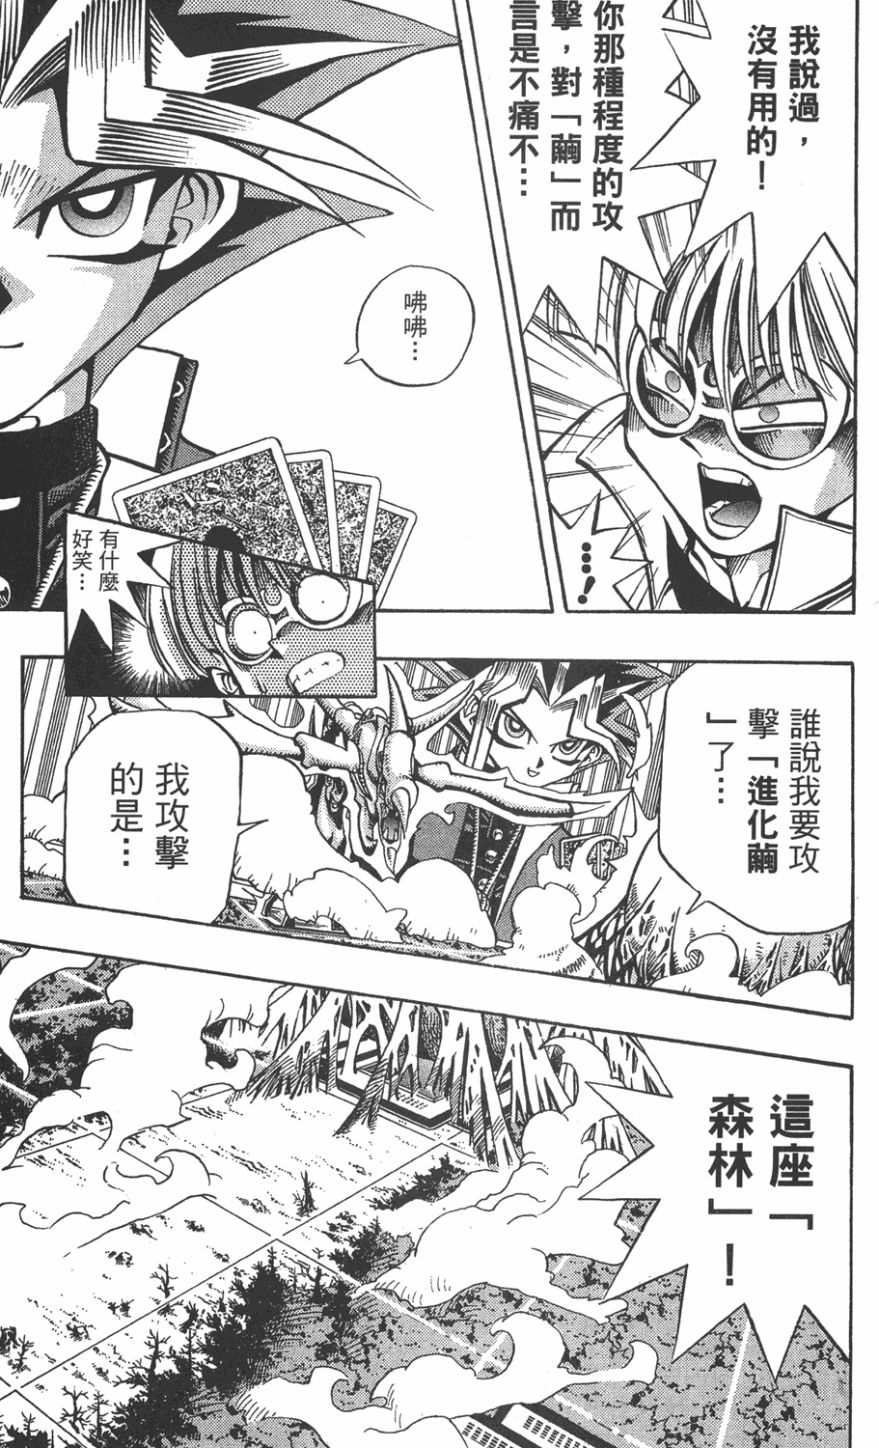 我說過，
沒有用的！
你那種程度的攻
擊，對「繭」而
言是不痛不…
…！
咈
咈…
有什麼
好笑…
誰說我要攻
擊「進化繭
」了…
我攻擊
的是…
這座「
森林」！